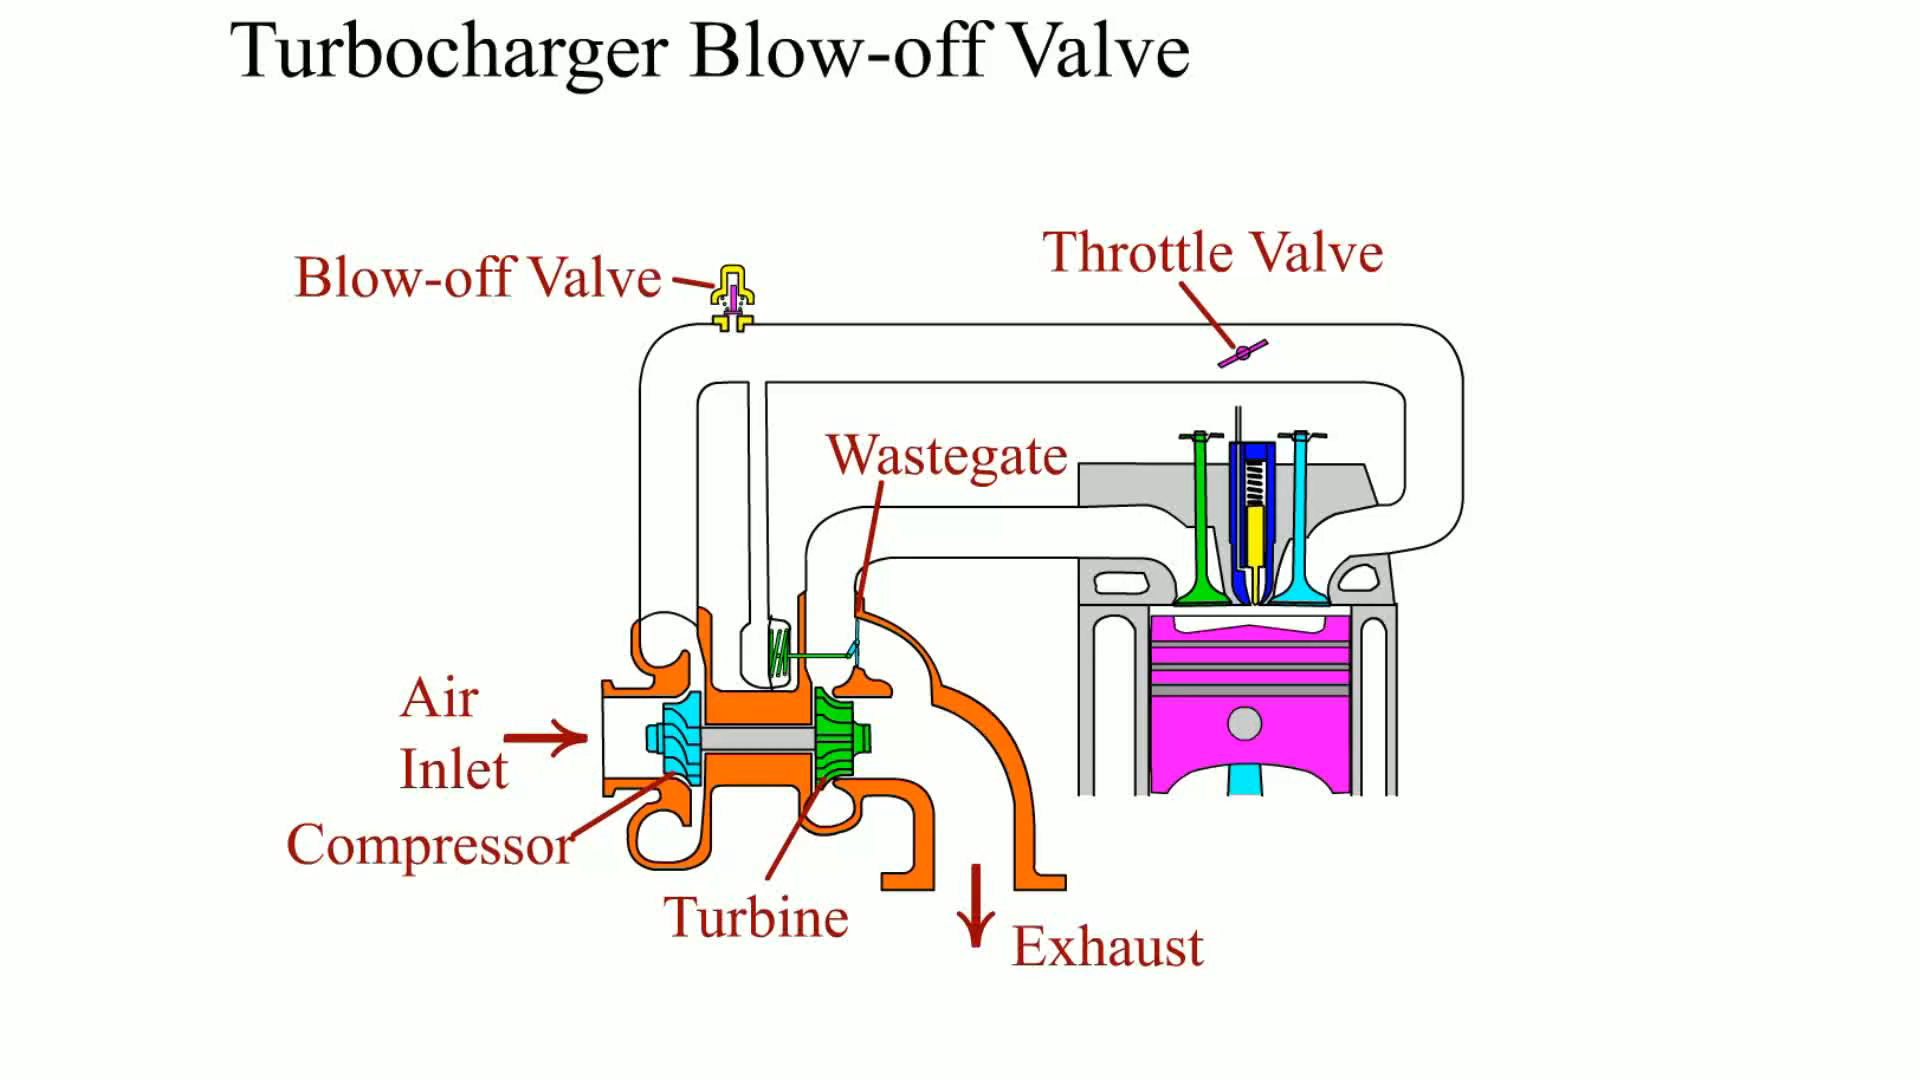 Turbocharger Blow-off Valve
Throttle Valve
Blow-off Valve
Wastegate
Air
Inlet
Compressor
Turbine
Exhaust